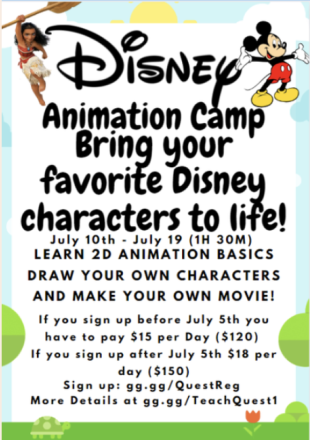 Disney
Animation Camp
Bring your
favorite Disney
characters to life!
July 10th - July 19 (1H 30M)
LEARN 2D ANIMATION BASICS
DRAW YOUR OWN CHARACTERS
AND MAKE YOUR OWN MOVIE!
If you sign up before July 5th you
have to pay $15 per Day ($120)
If you sign up after July 5th $18 per
day ($150)
Sign up: gg.gg/QuestReg
More Details at gg.gg/TeachQuest1